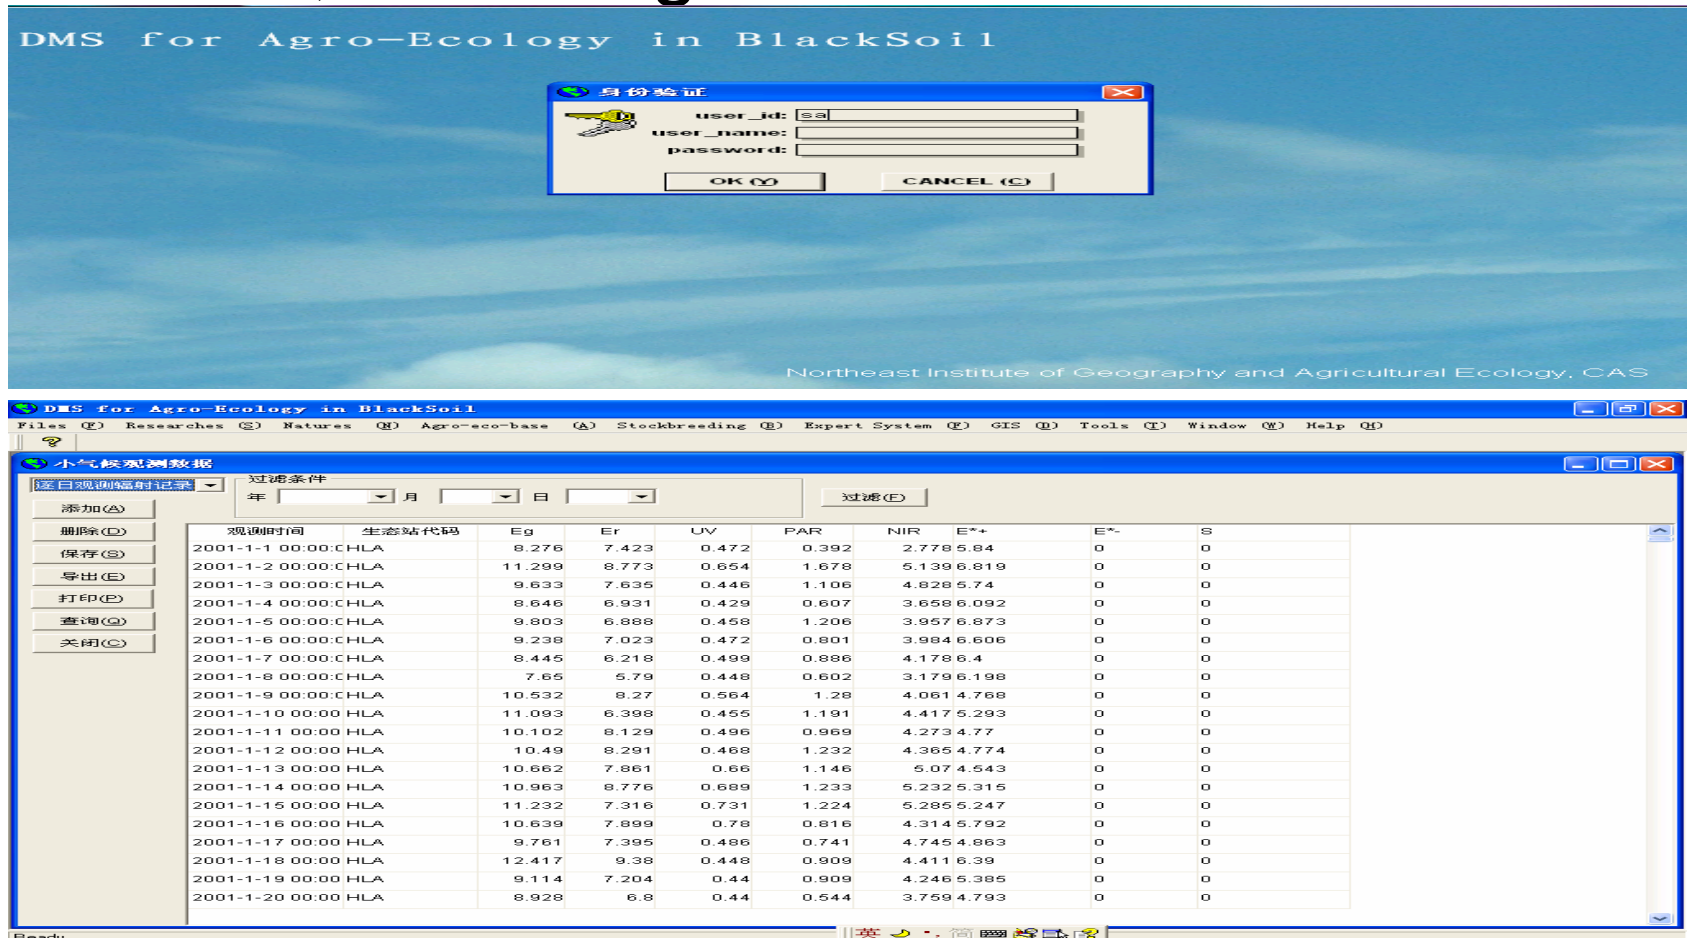 DMS for Agro-Ecology in BlackSoil
身份验证
user_id: sa
user_name:
password:
OK (Y) CANCEL (C)
Northeast Institute of Geography and Agricultural Ecology, CAS
DMS for Agro-Ecology in BlackSoil
Files (F) Researches (S) Natures (N) Agro-eco-base (A) Stockbreeding (B) Expert System (F) GIS (D) Tools (T) Window (W) Help (H)
小气候观测数据
逐日观测辐射记录
过滤条件
年 月 日 过滤(F)
添加(A)
删除(D)
保存(S)
导出(E)
打印(P)
查询(Q)
关闭(C)
观测时间 生态站代码 Eg Er UV PAR NIR E*+ E*- S
2001-1-1 00:00:0 HLA 8.276 7.423 0.472 0.392 2.778 5.84 0 0
2001-1-2 00:00:0 HLA 11.299 8.773 0.654 1.678 5.139 6.819 0 0
2001-1-3 00:00:0 HLA 9.633 7.635 0.446 1.106 4.828 5.74 0 0
2001-1-4 00:00:0 HLA 8.646 6.931 0.429 0.607 3.658 6.092 0 0
2001-1-5 00:00:0 HLA 9.803 6.888 0.458 1.206 3.957 6.873 0 0
2001-1-6 00:00:0 HLA 9.238 7.023 0.472 0.801 3.984 6.606 0 0
2001-1-7 00:00:0 HLA 8.445 6.218 0.499 0.886 4.178 6.4 0 0
2001-1-8 00:00:0 HLA 7.65 5.79 0.448 0.602 3.179 6.198 0 0
2001-1-9 00:00:0 HLA 10.532 8.27 0.564 1.28 4.061 4.768 0 0
2001-1-10 00:00 HLA 11.093 6.398 0.455 1.191 4.417 5.293 0 0
2001-1-11 00:00 HLA 10.102 8.129 0.496 0.969 4.273 4.77 0 0
2001-1-12 00:00 HLA 10.49 8.291 0.468 1.232 4.365 4.774 0 0
2001-1-13 00:00 HLA 10.662 7.861 0.66 1.146 5.07 4.543 0 0
2001-1-14 00:00 HLA 10.963 8.776 0.689 1.233 5.232 5.315 0 0
2001-1-15 00:00 HLA 11.232 7.316 0.731 1.224 5.285 5.247 0 0
2001-1-16 00:00 HLA 10.639 7.899 0.78 0.816 4.314 5.792 0 0
2001-1-17 00:00 HLA 9.761 7.395 0.486 0.741 4.745 4.863 0 0
2001-1-18 00:00 HLA 12.417 9.38 0.448 0.909 4.411 6.39 0 0
2001-1-19 00:00 HLA 9.114 7.204 0.44 0.909 4.246 5.385 0 0
2001-1-20 00:00 HLA 8.928 6.8 0.44 0.544 3.759 4.793 0 0
Ready 英 简